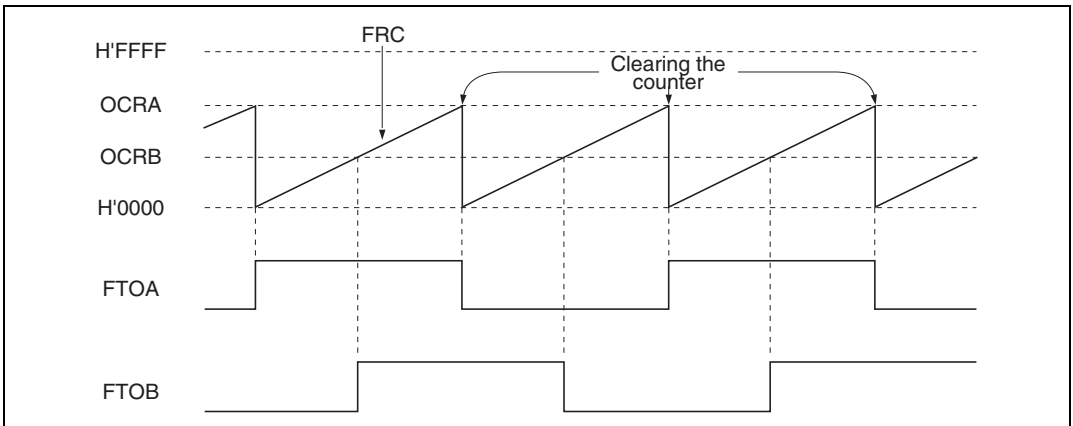 FRC
H'FFFF
Clearing the
counter
OCRA
OCRB
H'0000
FTOA
FTOB